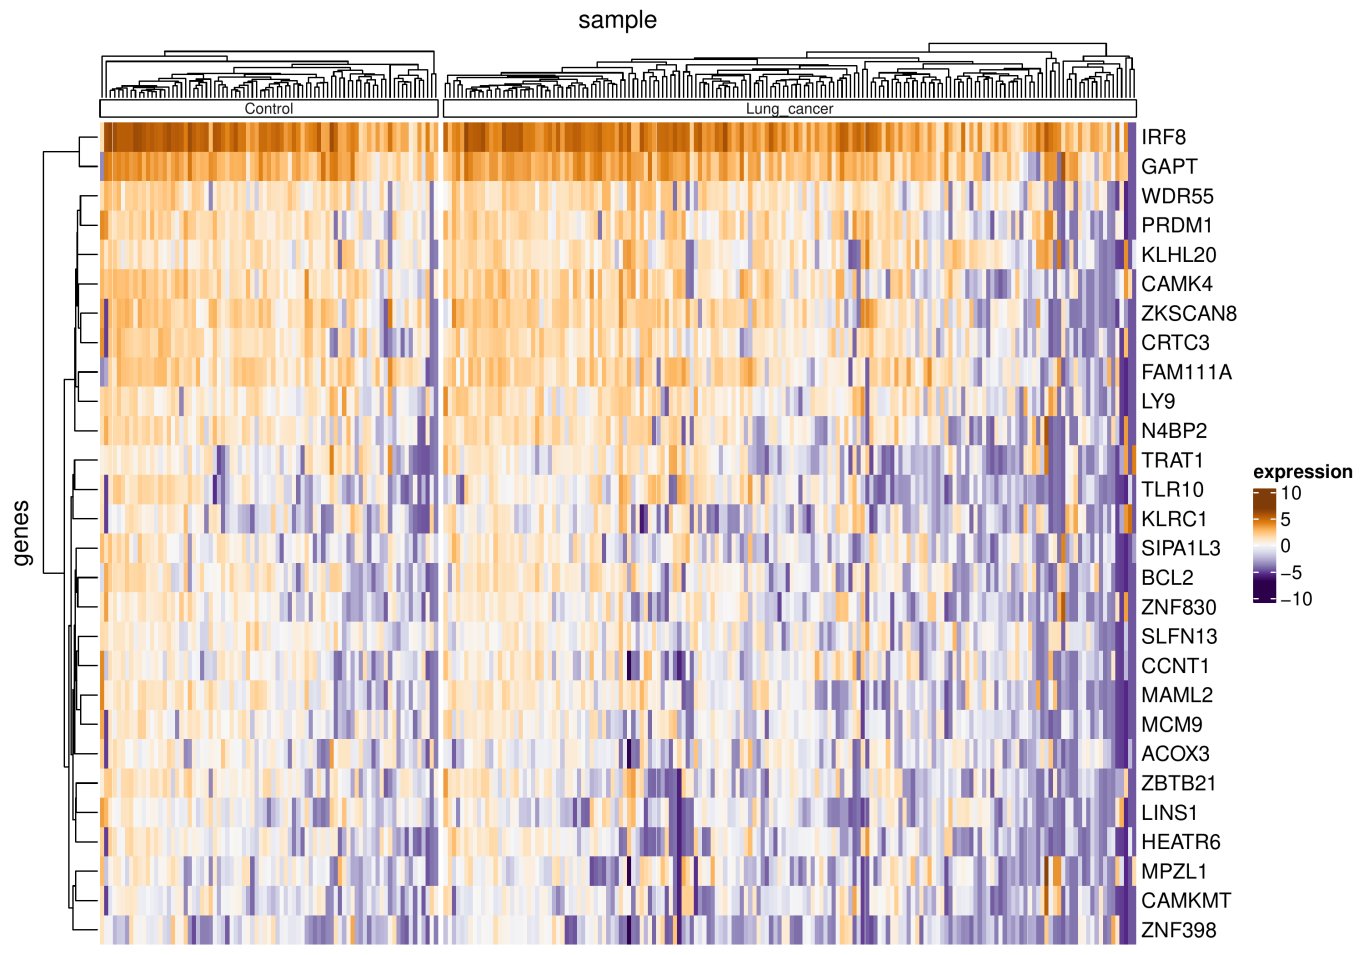 sample
Control
Lung_cancer
IRF8
GAPT
WDR55
PRDM1
KLHL20
CAMK4
ZKSCAN8
CRTC3
FAM111A
LY9
N4BP2
TRAT1
TLR10
KLRC1
SIPA1L3
BCL2
ZNF830
SLFN13
CCNT1
MAML2
MCM9
ACOX3
ZBTB21
LINS1
HEATR6
MPZL1
CAMKMT
ZNF398
genes
expression
10
5
0
−5
−10